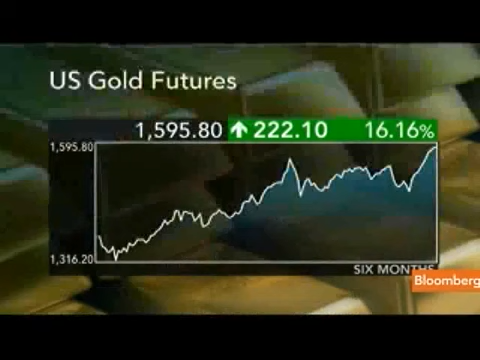 US Gold Futures
1,595.80 ↑ 222.10 16.16%
1,595.80
1,316.20
SIX MONTHS
Bloomberg